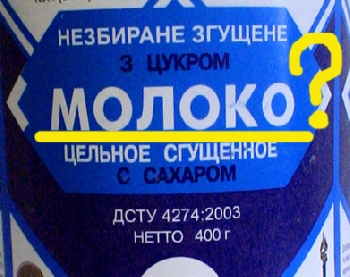 НЕЗБИРАНЕ ЗГУЩЕНЕ
З ЦУКРОМ
МОЛОКО?
ЦЕЛЬНОЕ СГУЩЕННОЕ
С САХАРОМ
ДСТУ 4274:2003
НЕТТО 400 г